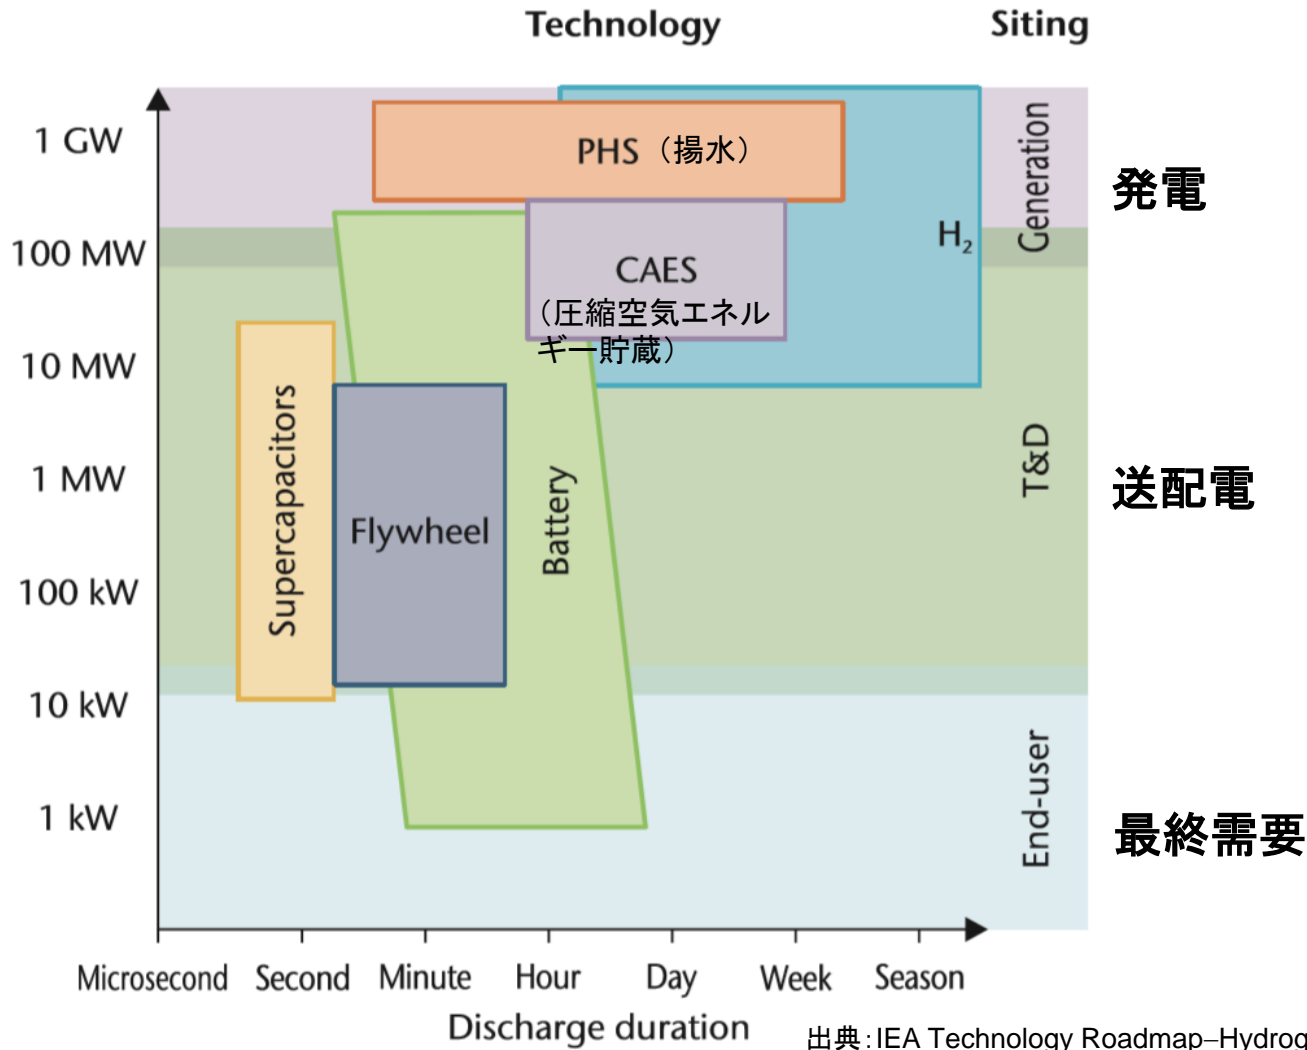 Technology
Siting
1 GW
100 MW
10 MW
1 MW
100 kW
10 kW
1 kW
PHS（揚水）
CAES
（圧縮空気エネル
ギー貯蔵）
H₂
Supercapacitors
Flywheel
Battery
Generation
T&D
End-user
発電
送配電
最終需要
Microsecond
Second
Minute
Hour
Day
Week
Season
Discharge duration
出典：IEA Technology Roadmap–Hydrog